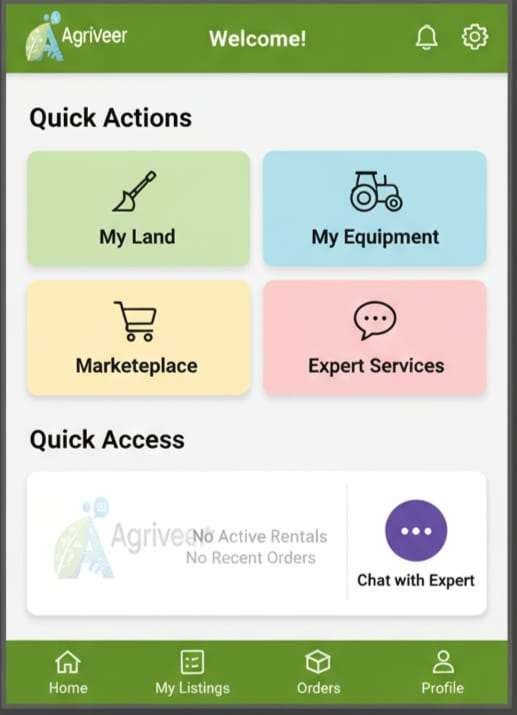 AgriVeer
Welcome!
Quick Actions
My Land
My Equipment
Marketeplace
Expert Services
Quick Access
Agriveer
No Active Rentals
No Recent Orders
Chat with Expert
Home
My Listings
Orders
Profile